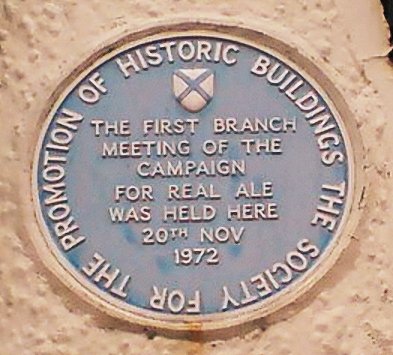 THE SOCIETY FOR THE PROMOTION OF HISTORIC BUILDINGS
THE FIRST BRANCH
MEETING OF THE
CAMPAIGN
FOR REAL ALE
WAS HELD HERE
20TH NOV
1972